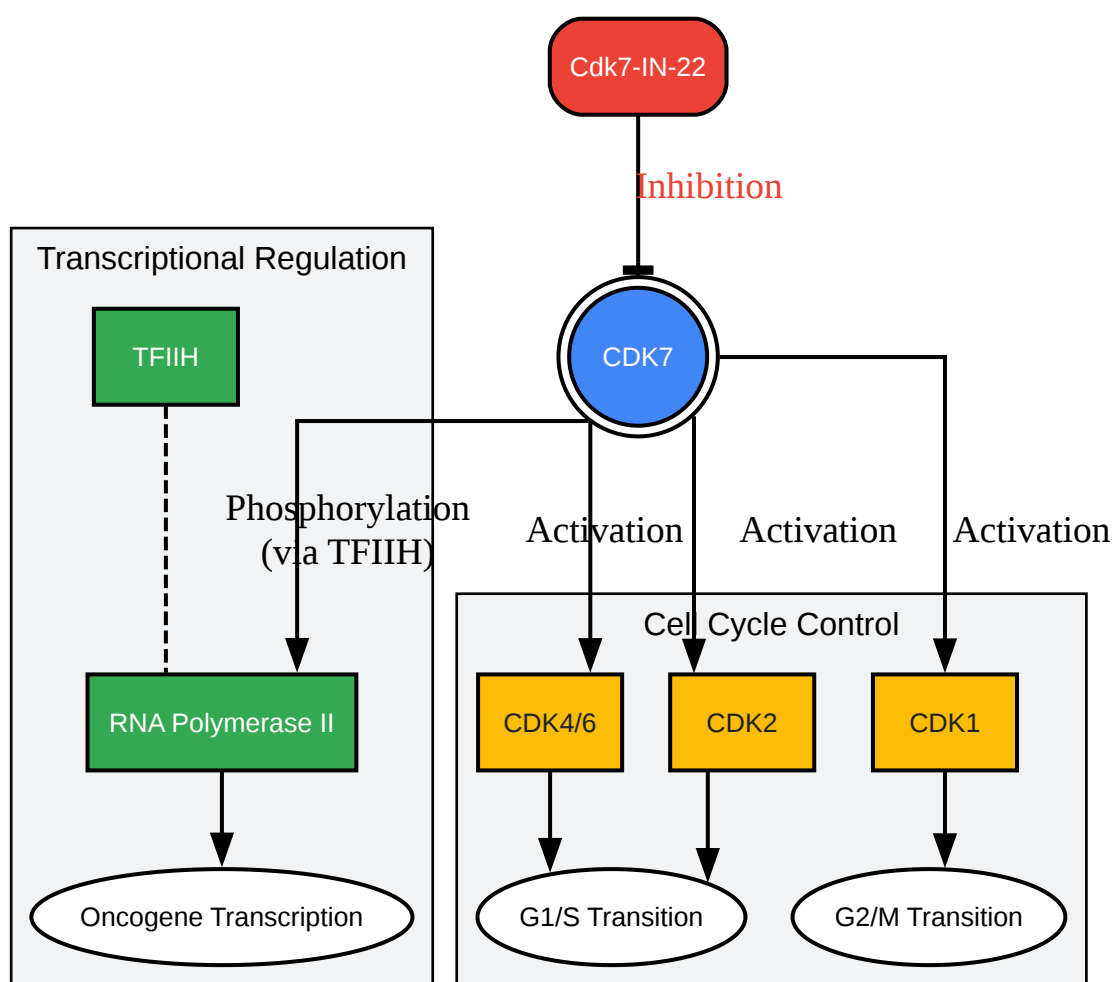 Cdk7-IN-22
Inhibition
Transcriptional Regulation
TFIIH
CDK7
Phosphorylation
(via TFIIH)
Activation
Activation
Activation
Cell Cycle Control
RNA Polymerase II
CDK4/6
CDK2
CDK1
Oncogene Transcription
G1/S Transition
G2/M Transition